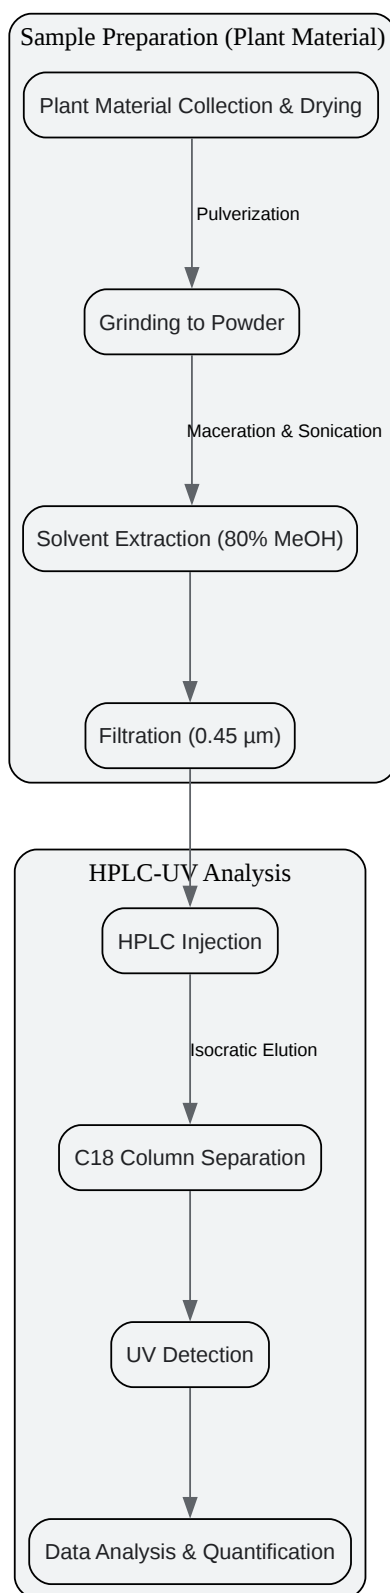 Sample Preparation (Plant Material)
Plant Material Collection & Drying
Pulverization
Grinding to Powder
Maceration & Sonication
Solvent Extraction (80% MeOH)
Filtration (0.45 µm)
HPLC-UV Analysis
HPLC Injection
Isocratic Elution
C18 Column Separation
UV Detection
Data Analysis & Quantification